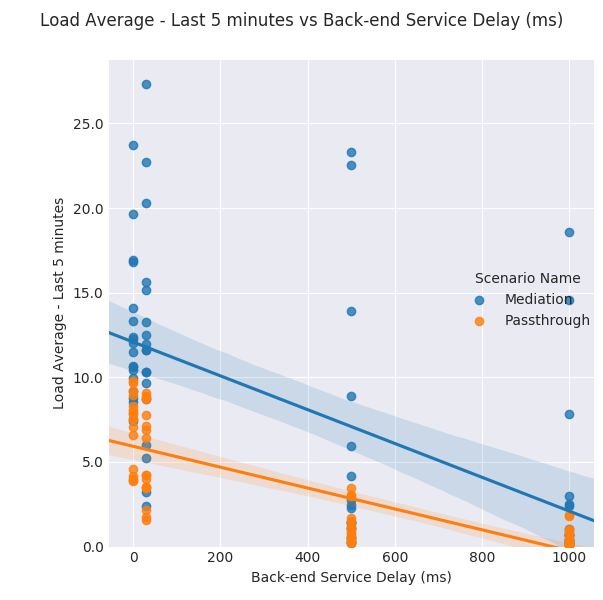 Load Average - Last 5 minutes vs Back-end Service Delay (ms)
25.0
20.0
15.0
10.0
5.0
0.0
Load Average - Last 5 minutes
Scenario Name
Mediation
Passthrough
0 200 400 600 800 1000
Back-end Service Delay (ms)